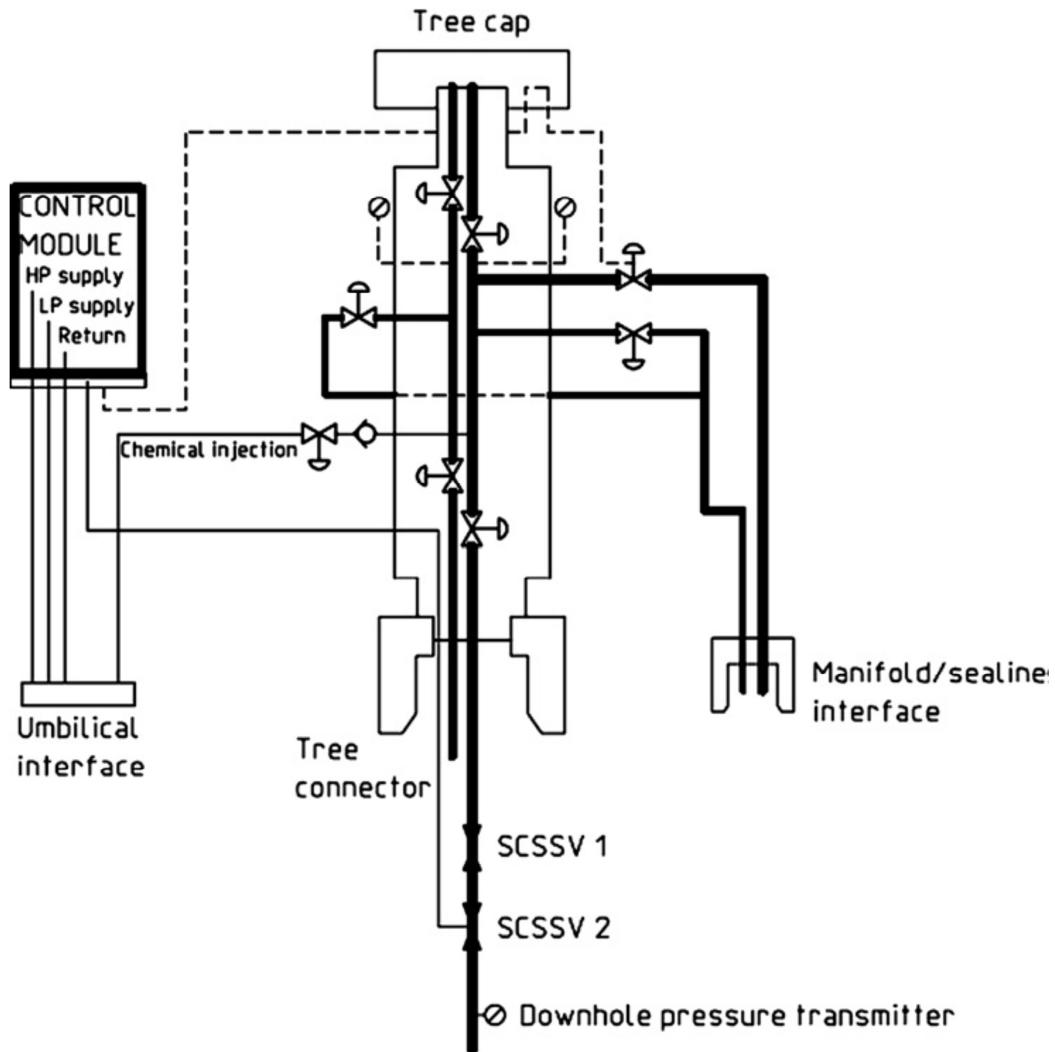 Tree cap
CONTROL
MODULE
HP supply
LP supply
Return
Chemical injection
Umbilical
interface
Tree
connector
Manifold/sealines
interface
SCSSV 1
SCSSV 2
Downhole pressure transmitter